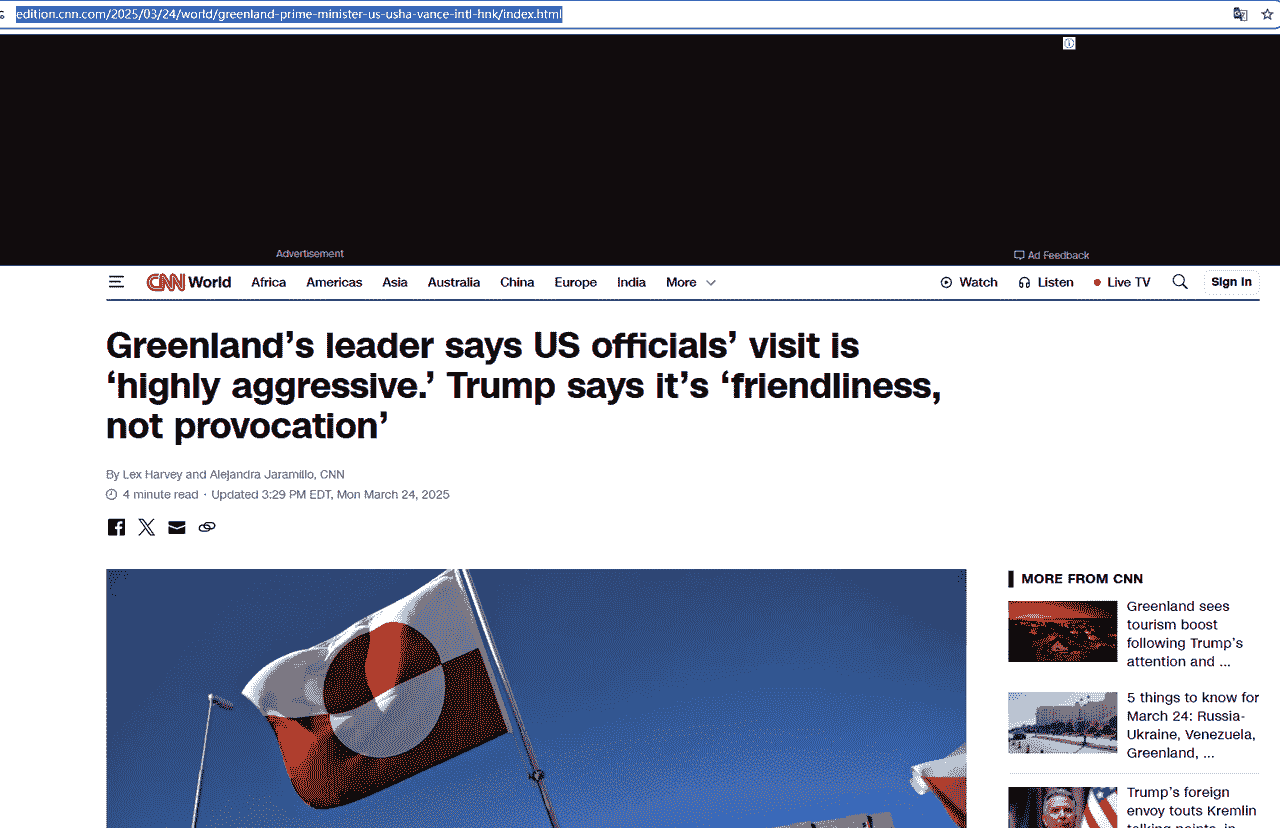 edition.cnn.com/2025/03/24/world/greenland-prime-minister-us-usha-vance-intl-hnk/index.html
Advertisement
Ad Feedback
CNN World Africa Americas Asia Australia China Europe India More Watch Listen Live TV Sign in
Greenland’s leader says US officials’ visit is
‘highly aggressive.’ Trump says it’s ‘friendliness,
not provocation’
By Lex Harvey and Alejandra Jaramillo, CNN
4 minute read · Updated 3:29 PM EDT, Mon March 24, 2025
MORE FROM CNN
Greenland sees
tourism boost
following Trump’s
attention and ...
5 things to know for
March 24: Russia-
Ukraine, Venezuela,
Greenland, ...
Trump’s foreign
envoy touts Kremlin
talking points, in